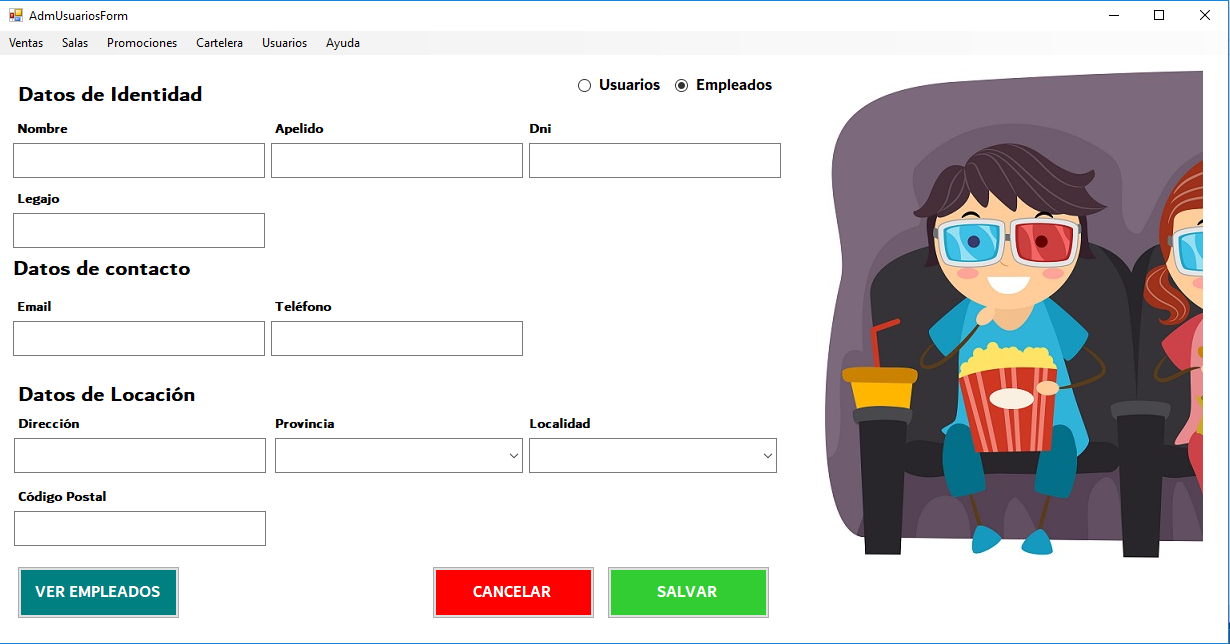 AdmUsuariosForm
Ventas Salas Promociones Cartelera Usuarios Ayuda
Usuarios Empleados
Datos de Identidad
Nombre Apelido Dni
Legajo
Datos de contacto
Email Teléfono
Datos de Locación
Dirección Provincia Localidad
Código Postal
VER EMPLEADOS CANCELAR SALVAR